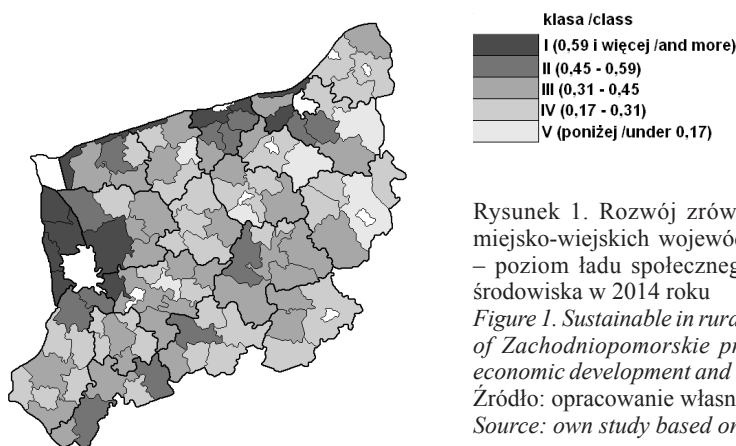 klasa /class
I (0,59 i więcej /and more)
II (0,45 - 0,59)
III (0,31 - 0,45
IV (0,17 - 0,31)
V (poniżej /under 0,17)
Rysunek 1. Rozwój zrów
miejsko-wiejskich wojewó
– poziom ładu społeczneg
środowiska w 2014 roku
Figure 1. Sustainable in rura
of Zachodniopomorskie pr
economic development and
Źródło: opracowanie własn
Source: own study based on